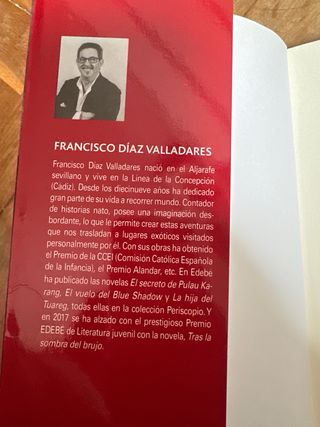 FRANCISCO DÍAZ VALLADARES
Francisco Díaz Valladares nació en el Aljarafe
sevillano y vive en la Línea de la Concepción
(Cádiz). Desde los diecinueve años ha dedicado
gran parte de su vida a recorrer mundo. Contador
de historias nato, posee una imaginación des-
bordante, lo que le permite crear estas aventuras
que nos trasladan a lugares exóticos visitados
personalmente por él. Con sus obras ha obtenido
el Premio de la CCEI (Comisión Católica Española
de la Infancia), el Premio Alandar, etc. En Edebé
ha publicado las novelas El secreto de Pulau Ka-
rang, El vuelo del Blue Shadow y La hija del
Tuareg, todas ellas en la colección Periscopio. Y
en 2017 se ha alzado con el prestigioso Premio
EDEBÉ de Literatura juvenil con la novela, Tras la
sombra del brujo.